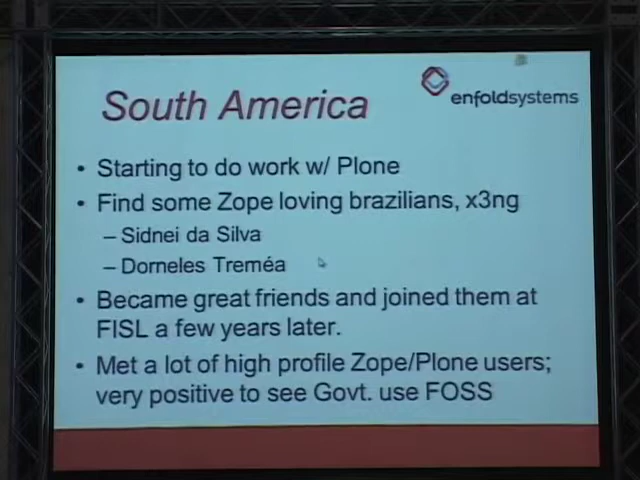 South America
enfoldsystems
• Starting to do work w/ Plone
• Find some Zope loving brazilians, x3ng
– Sidnei da Silva
– Dorneles Treméa
• Became great friends and joined them at
FISL a few years later.
• Met a lot of high profile Zope/Plone users;
very positive to see Govt. use FOSS